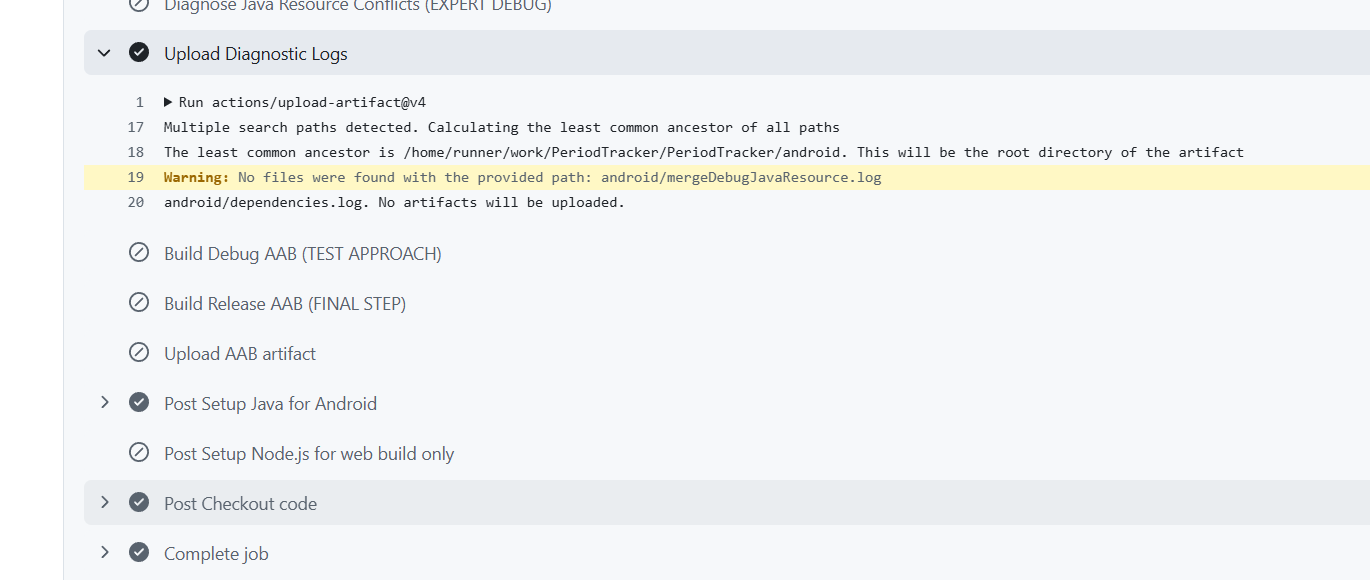 Diagnose Java Resource Conflicts (EXPERT DEBUG)
Upload Diagnostic Logs
1 Run actions/upload-artifact@v4
17 Multiple search paths detected. Calculating the least common ancestor of all paths
18 The least common ancestor is /home/runner/work/PeriodTracker/PeriodTracker/android. This will be the root directory of the artifact
19 Warning: No files were found with the provided path: android/mergeDebugJavaResource.log
20 android/dependencies.log. No artifacts will be uploaded.
Build Debug AAB (TEST APPROACH)
Build Release AAB (FINAL STEP)
Upload AAB artifact
Post Setup Java for Android
Post Setup Node.js for web build only
Post Checkout code
Complete job